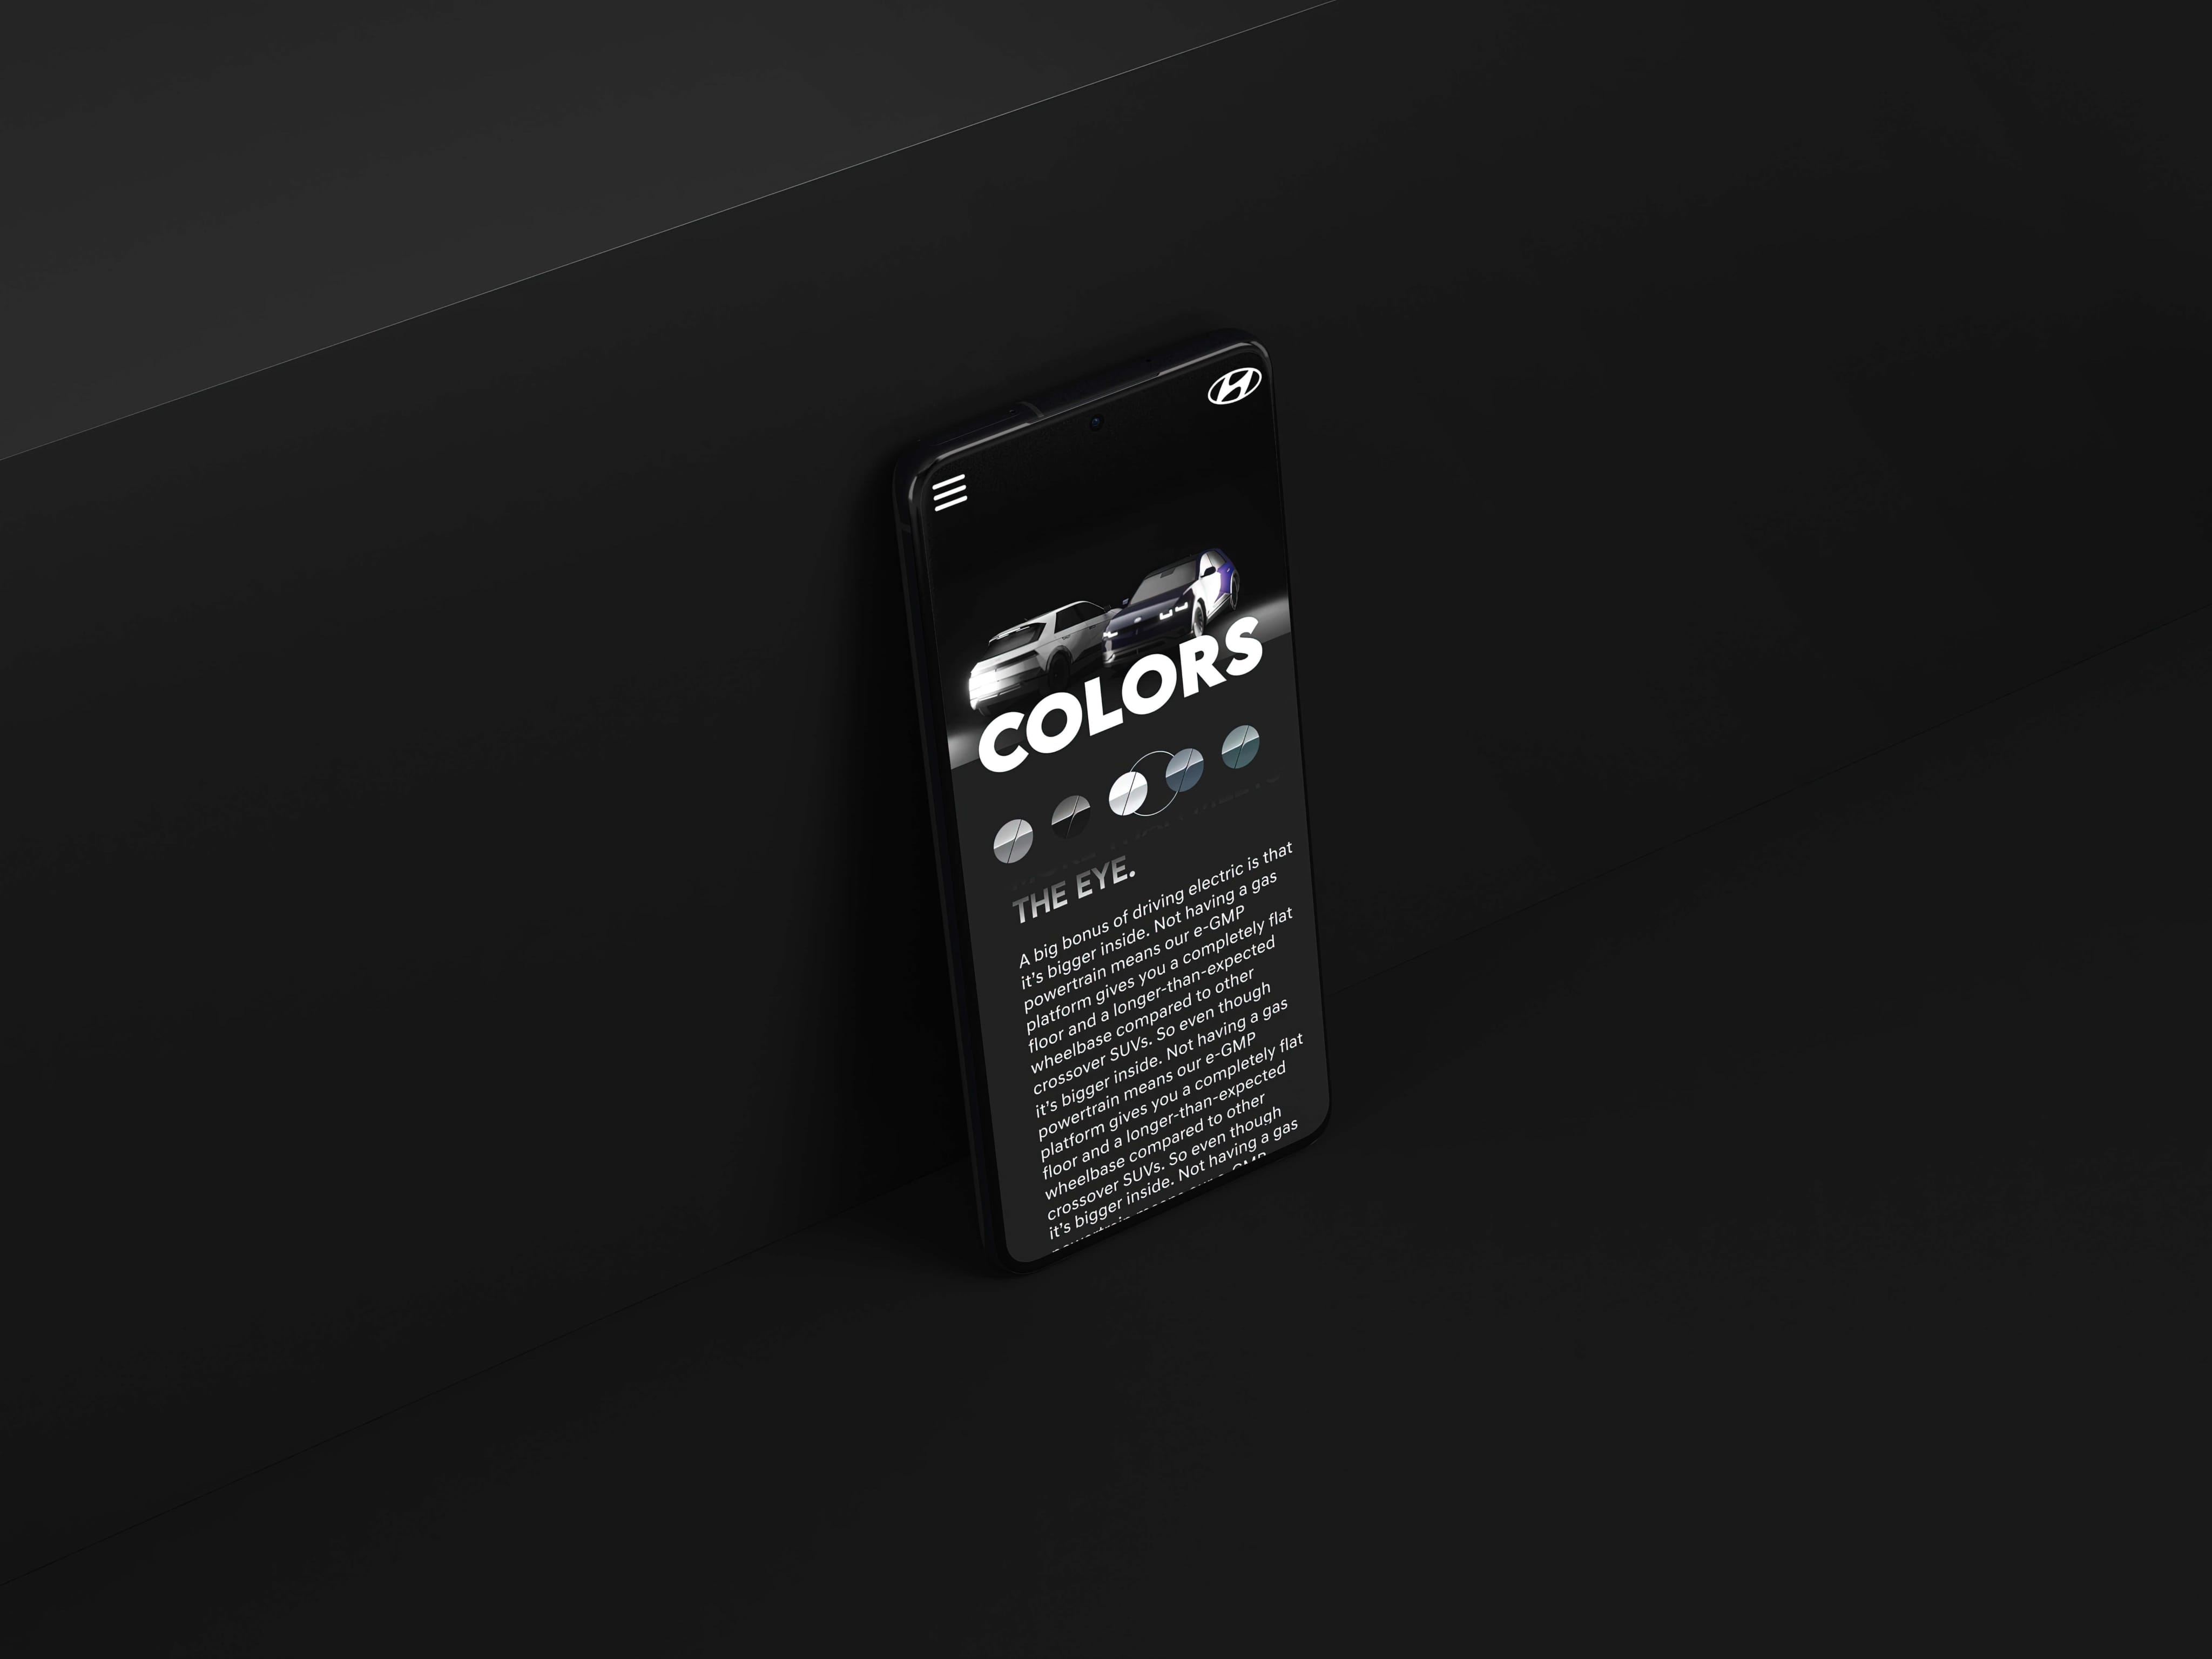 COLORS
THE EYE.
A big bonus of driving electric is that
it's bigger inside. Not having a gas
powertrain means our e-GMP
platform gives you a completely flat
floor and a longer-than-expected
wheelbase compared to other
crossover SUVs. So even though
it's bigger inside. Not having a gas
powertrain means our e-GMP
platform gives you a completely flat
floor and a longer-than-expected
wheelbase compared to other
crossover SUVs. So even though
it's bigger inside. Not having a gas